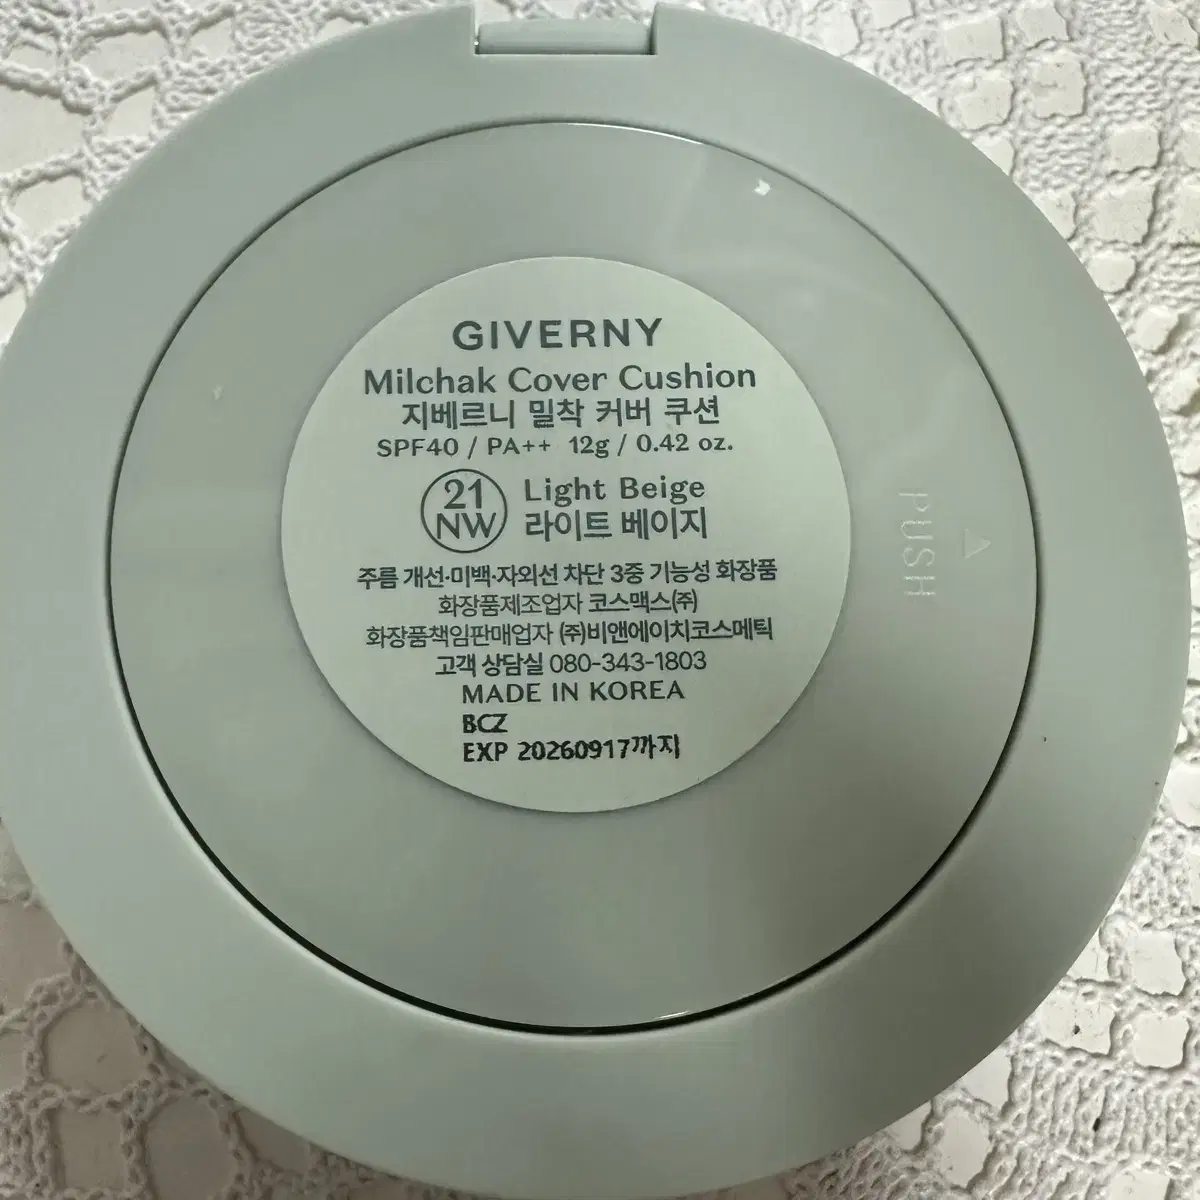 GIVERNY
Milchak Cover Cushion
지베르니 밀착 커버 쿠션
SPF40 / PA++ 12g / 0.42 oz.
21 NW
Light Beige
라이트 베이지
주름 개선·미백·자외선 차단 3중 기능성 화장품
화장품제조업자 코스맥스(주)
화장품책임판매업자 (주)비앤에이치코스메틱
고객 상담실 080-343-1803
MADE IN KOREA
BCZ
EXP 20260917까지
PUSH